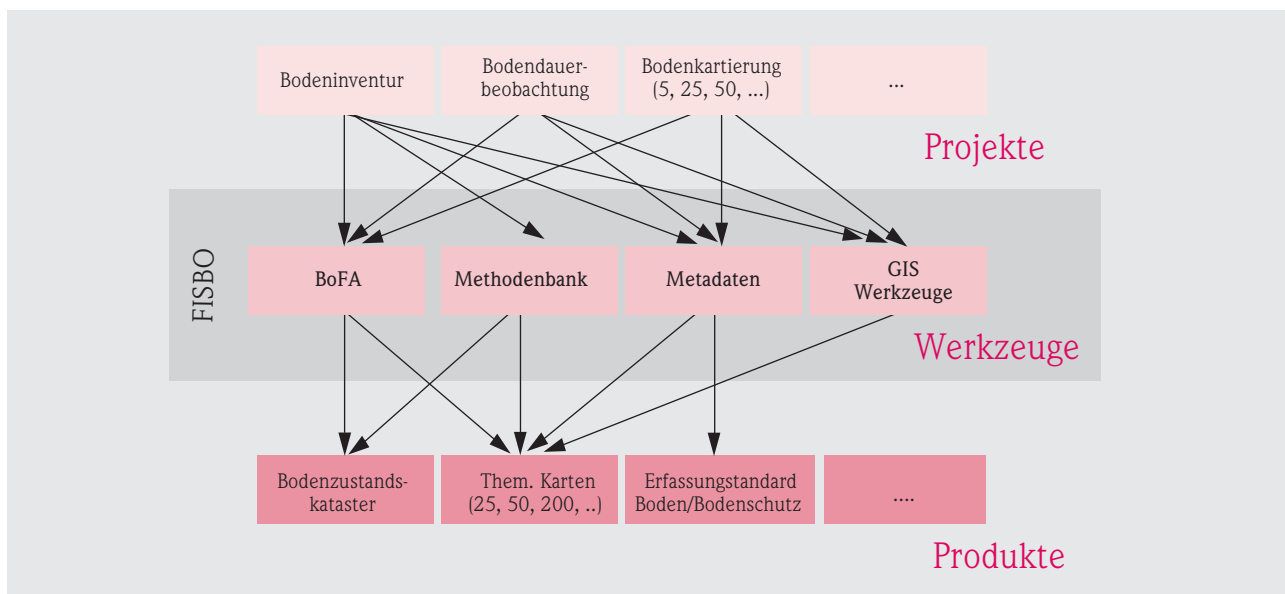 Bodeninventur
Bodendauer-
beobachtung
Bodenkartierung
(5, 25, 50, ...)
...
Projekte
FISBO
BoFA
Methodenbank
Metadaten
GIS
Werkzeuge
Werkzeuge
Bodenzustands-
kataster
Them. Karten
(25, 50, 200, ..)
Erfassungstandard
Boden/Bodenschutz
....
Produkte